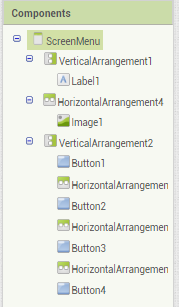 Components
ScreenMenu
VerticalArrangement1
Label1
HorizontalArrangement4
Image1
VerticalArrangement2
Button1
HorizontalArrangemen
Button2
HorizontalArrangemen
Button3
HorizontalArrangemen
Button4